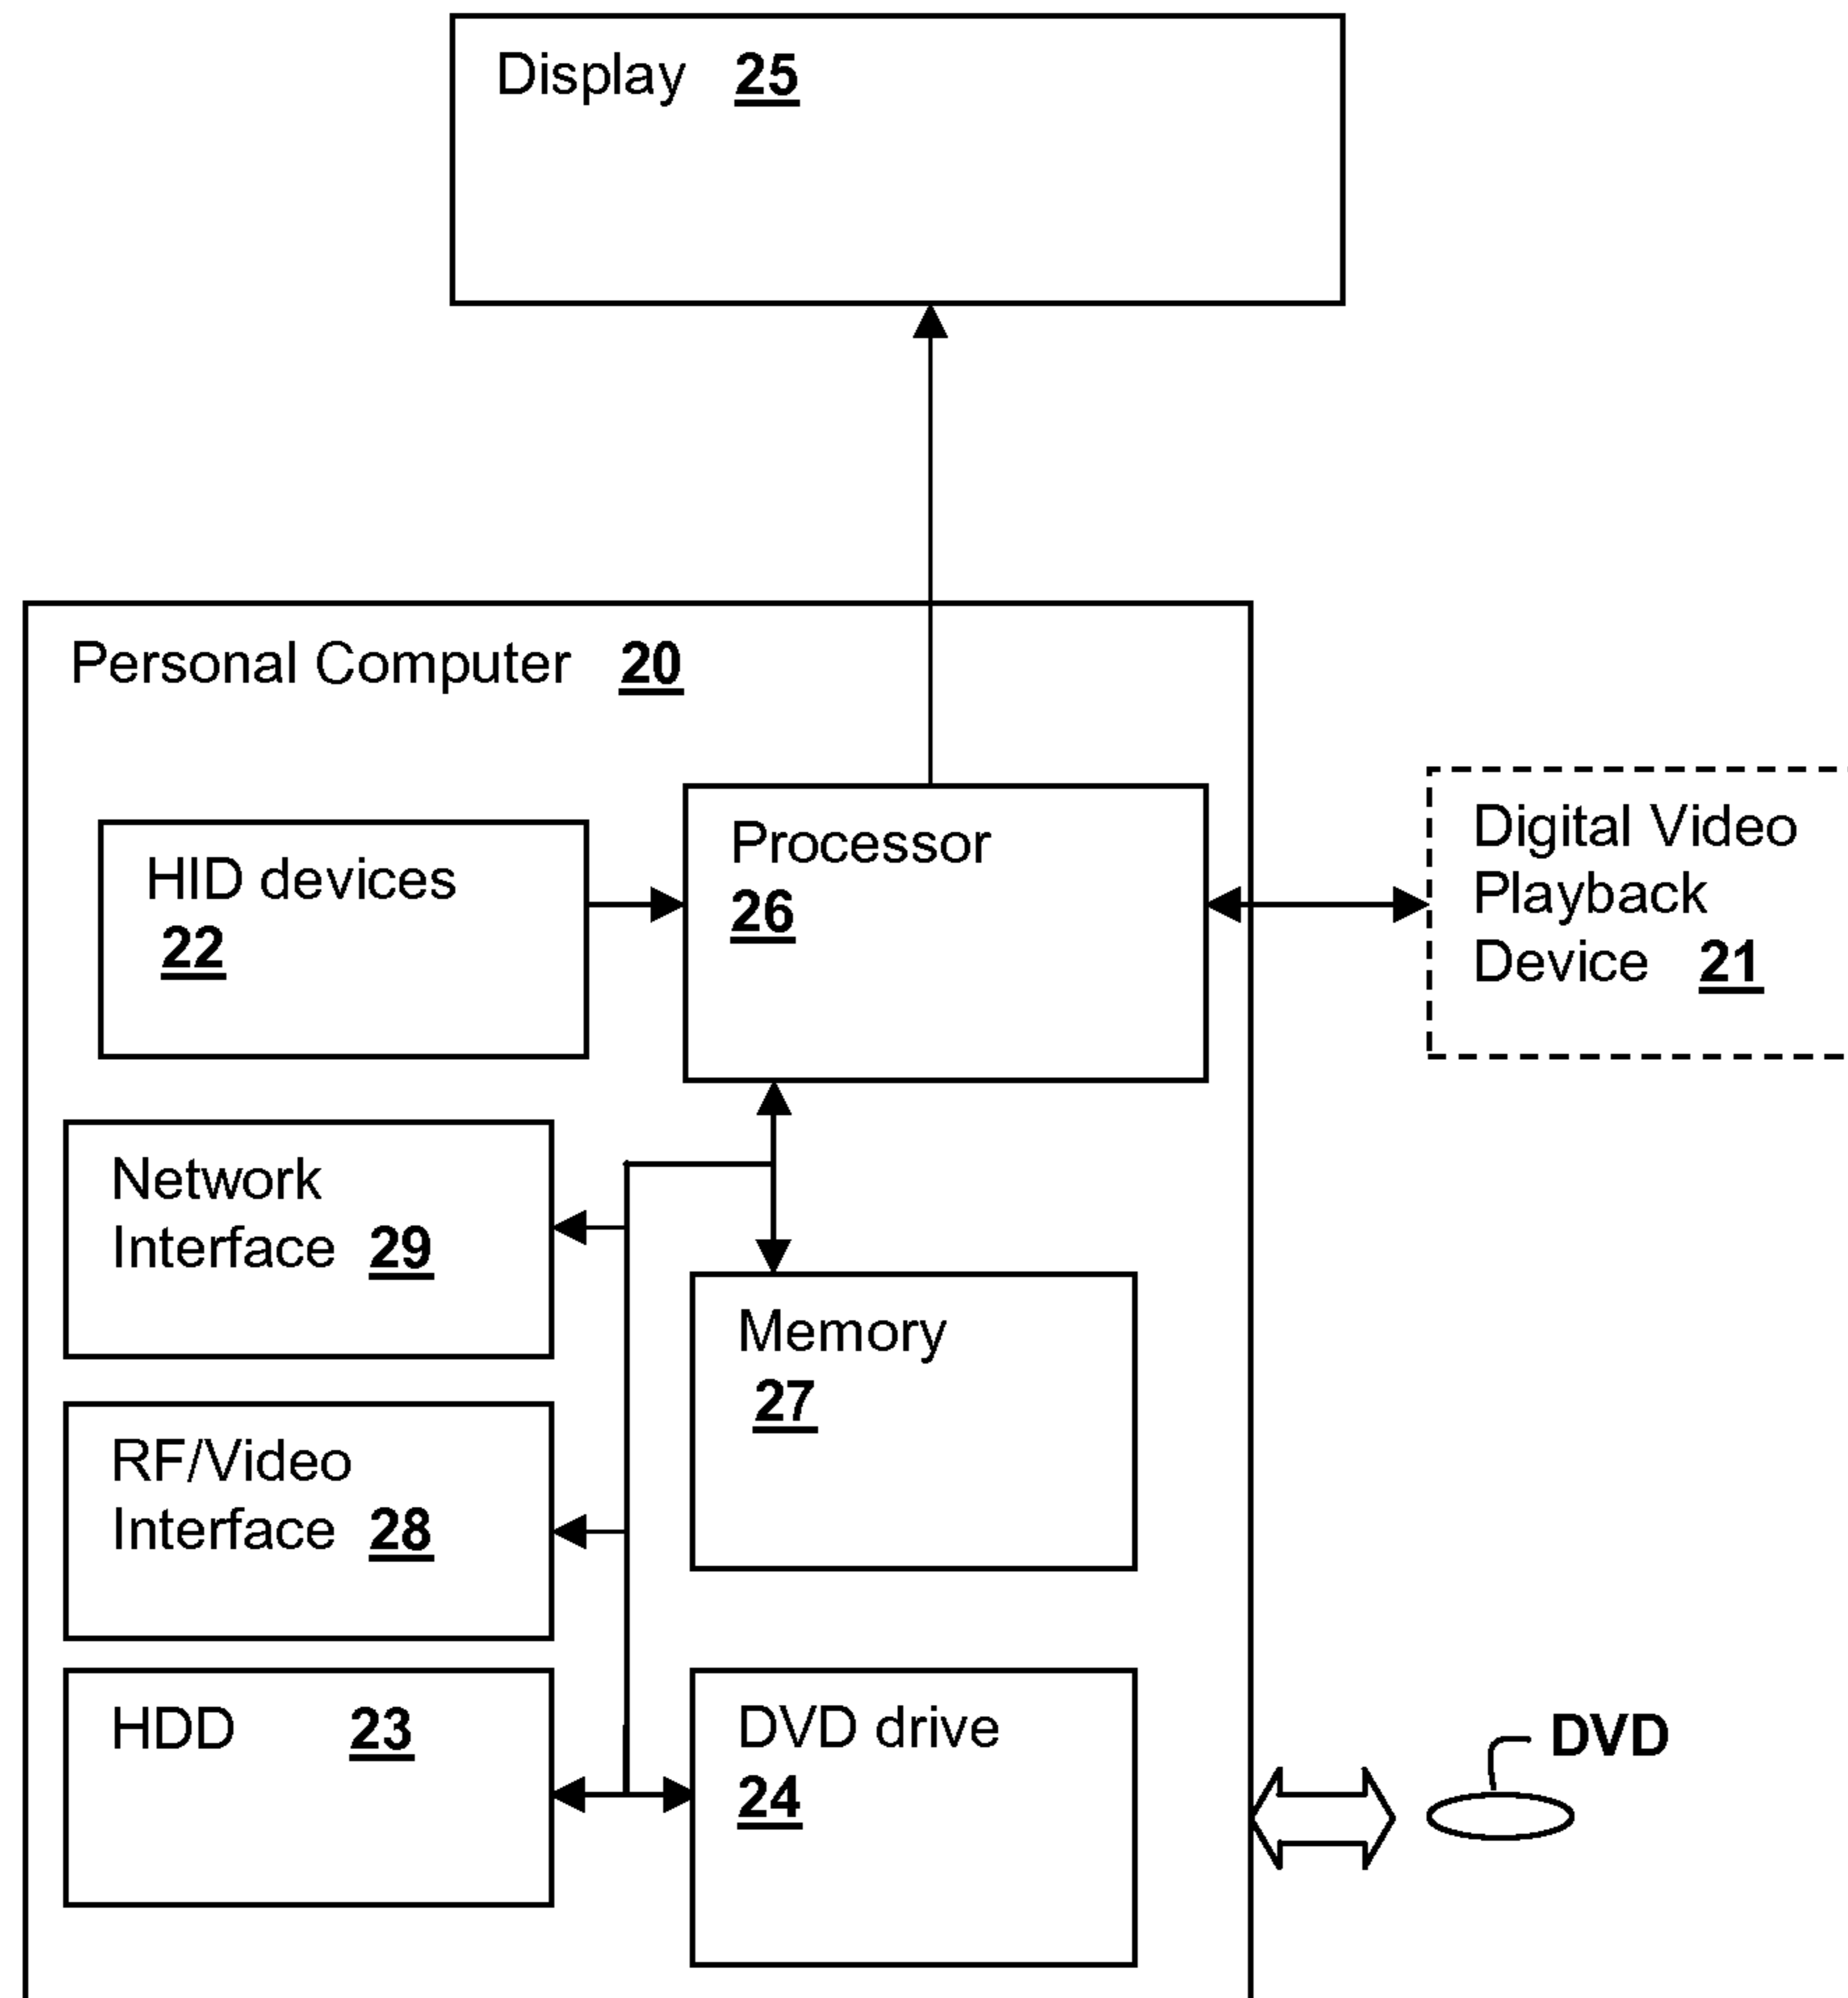 Display 25
Personal Computer 20
HID devices
22
Processor
26
Digital Video
Playback
Device 21
Network
Interface 29
Memory
27
RF/Video
Interface 28
HDD 23
DVD drive
24
DVD